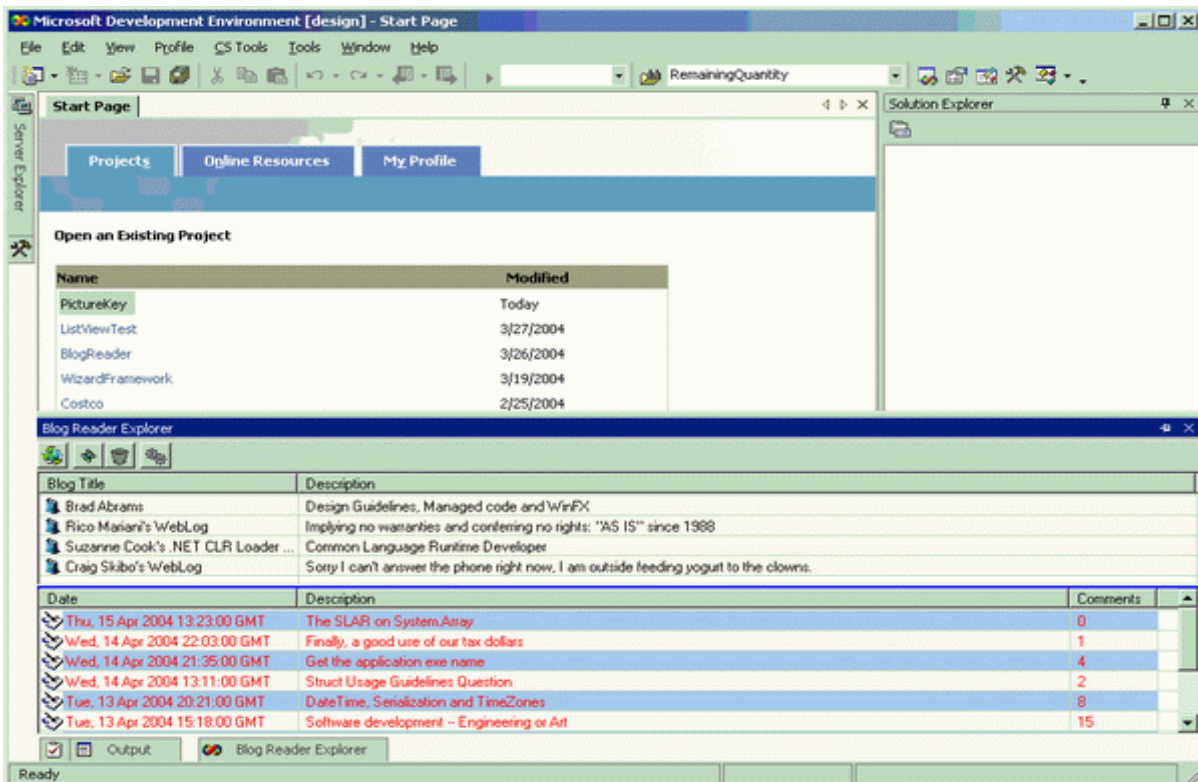 Microsoft Development Environment [design] - Start Page
File Edit View Profile CS Tools Tools Window Help
RemainingQuantity
Server Explorer
Start Page
Solution Explorer
Projects Online Resources My Profile
Open an Existing Project
Name Modified
PictureKey Today
ListViewTest 3/27/2004
BlogReader 3/26/2004
WizardFramework 3/19/2004
Costco 2/25/2004
Blog Reader Explorer
Blog Title Description
Brad Abrams Design Guidelines, Managed code and WinFX
Rico Mariani's WebLog Implying no warranties and conferring no rights: "AS IS" since 1988
Suzanne Cook's .NET CLR Loader ... Common Language Runtime Developer
Craig Skibo's WebLog Sorry I can't answer the phone right now, I am outside feeding yogurt to the clowns.
Date Description Comments
Thu, 15 Apr 2004 13:23:00 GMT The SLAR on System.Array 0
Wed, 14 Apr 2004 22:03:00 GMT Finally, a good use of our tax dollars 1
Wed, 14 Apr 2004 21:35:00 GMT Get the application exe name 4
Wed, 14 Apr 2004 13:11:00 GMT Struct Usage Guidelines Question 2
Tue, 13 Apr 2004 20:21:00 GMT DateTime, Serialization and TimeZones 8
Tue, 13 Apr 2004 15:18:00 GMT Software development -- Engineering or Art 15
Output Blog Reader Explorer
Ready